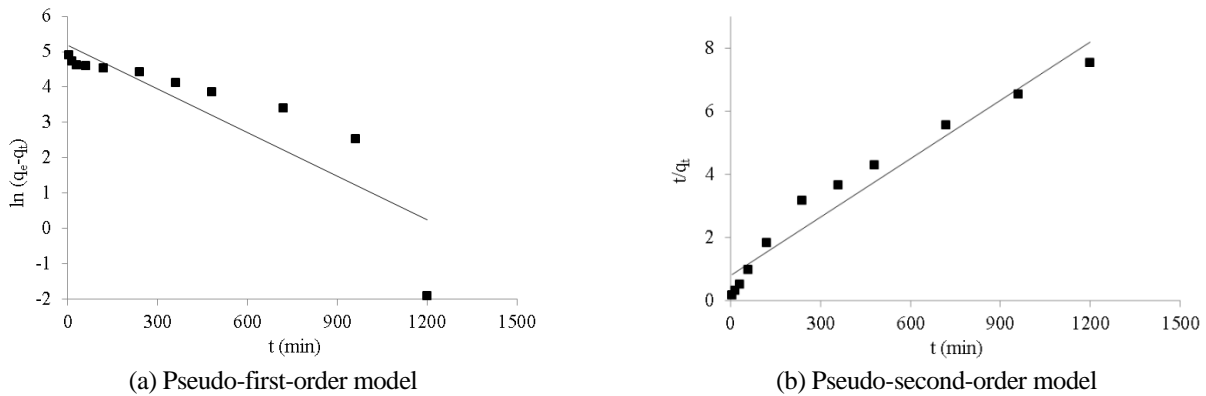 6
5
4
3
2
1
0
-1
-2
ln (qₑ-qₜ)
0 300 600 900 1200 1500
t (min)
(a) Pseudo-first-order model
8
6
4
2
0
t/qₜ
0 300 600 900 1200 1500
t (min)
(b) Pseudo-second-order model